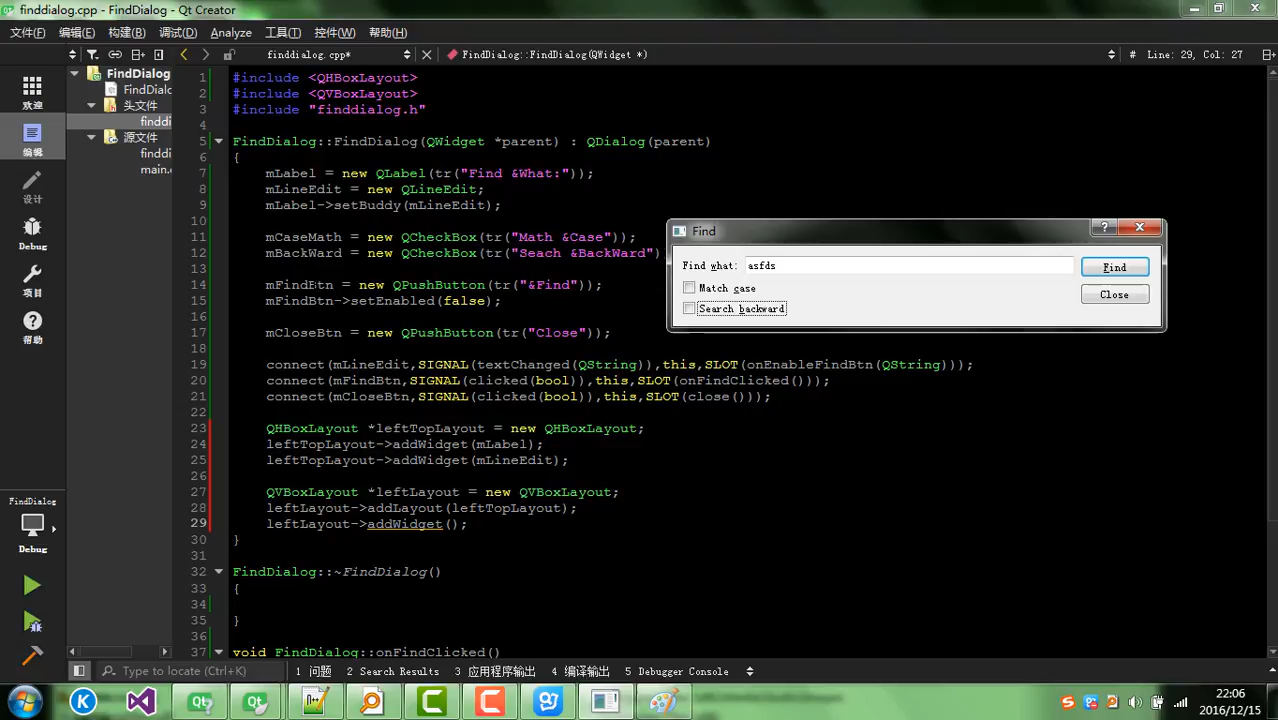 finddialog.cpp - FindDialog - Qt Creator
文件(F) 编辑(E) 构建(B) 调试(D) Analyze 工具(T) 控件(W) 帮助(H)
finddialog.cpp* FindDialog::FindDialog(QWidget *) # Line: 29, Col: 27
欢迎
编辑
设计
Debug
项目
帮助
FindDialog
Debug
FindDialog
FindDialo
头文件
finddi
源文件
finddi
main.c
1 #include <QHBoxLayout>
2 #include <QVBoxLayout>
3 #include "finddialog.h"
4
5 FindDialog::FindDialog(QWidget *parent) : QDialog(parent)
6 {
7 mLabel = new QLabel(tr("Find &What:"));
8 mLineEdit = new QLineEdit;
9 mLabel->setBuddy(mLineEdit);
10
11 mCaseMath = new QCheckBox(tr("Math &Case"));
12 mBackWard = new QCheckBox(tr("Seach &BackWard")
13
14 mFindBtn = new QPushButton(tr("&Find"));
15 mFindBtn->setEnabled(false);
16
17 mCloseBtn = new QPushButton(tr("Close"));
18
19 connect(mLineEdit,SIGNAL(textChanged(QString)),this,SLOT(onEnableFindBtn(QString)));
20 connect(mFindBtn,SIGNAL(clicked(bool)),this,SLOT(onFindClicked()));
21 connect(mCloseBtn,SIGNAL(clicked(bool)),this,SLOT(close()));
22
23 QHBoxLayout *leftTopLayout = new QHBoxLayout;
24 leftTopLayout->addWidget(mLabel);
25 leftTopLayout->addWidget(mLineEdit);
26
27 QVBoxLayout *leftLayout = new QVBoxLayout;
28 leftLayout->addLayout(leftTopLayout);
29 leftLayout->addWidget();
30 }
31
32 FindDialog::~FindDialog()
33 {
34
35 }
36
37 void FindDialog::onFindClicked()
Find ?
Find what: asfds Find
Match case Close
Search backward
Type to locate (Ctrl+K) 1 问题 2 Search Results 3 应用程序输出 4 编译输出 5 Debugger Console
22:06
2016/12/15